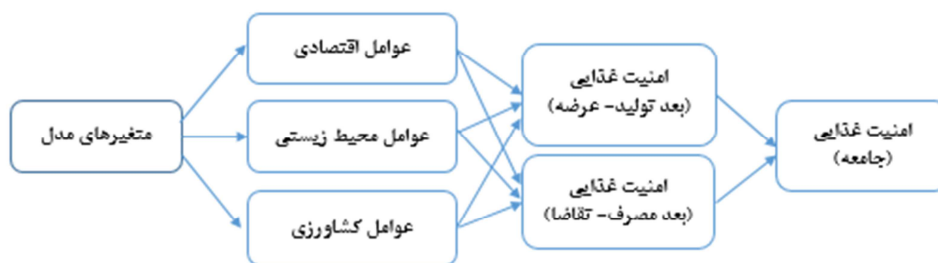 متغیرهای مدل
عوامل اقتصادی
عوامل محیط زیستی
عوامل کشاورزی
امنیت غذایی
(بعد تولید- عرضه)
امنیت غذایی
(بعد مصرف- تقاضا)
امنیت غذایی
(جامعه)